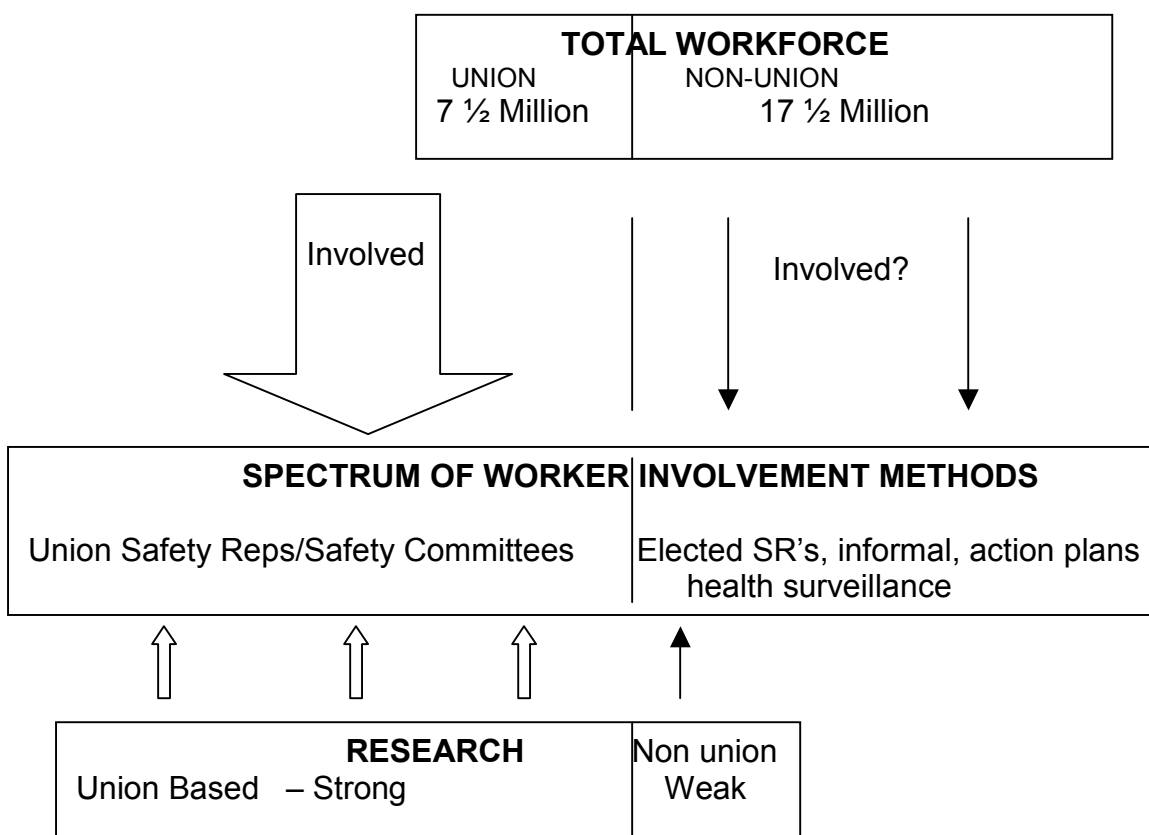 TOTAL WORKFORCE
UNION NON-UNION
7 ½ Million 17 ½ Million
Involved
Involved?
SPECTRUM OF WORKER INVOLVEMENT METHODS
Union Safety Reps/Safety Committees Elected SR's, informal, action plans
health surveillance
RESEARCH Non union
Union Based – Strong Weak